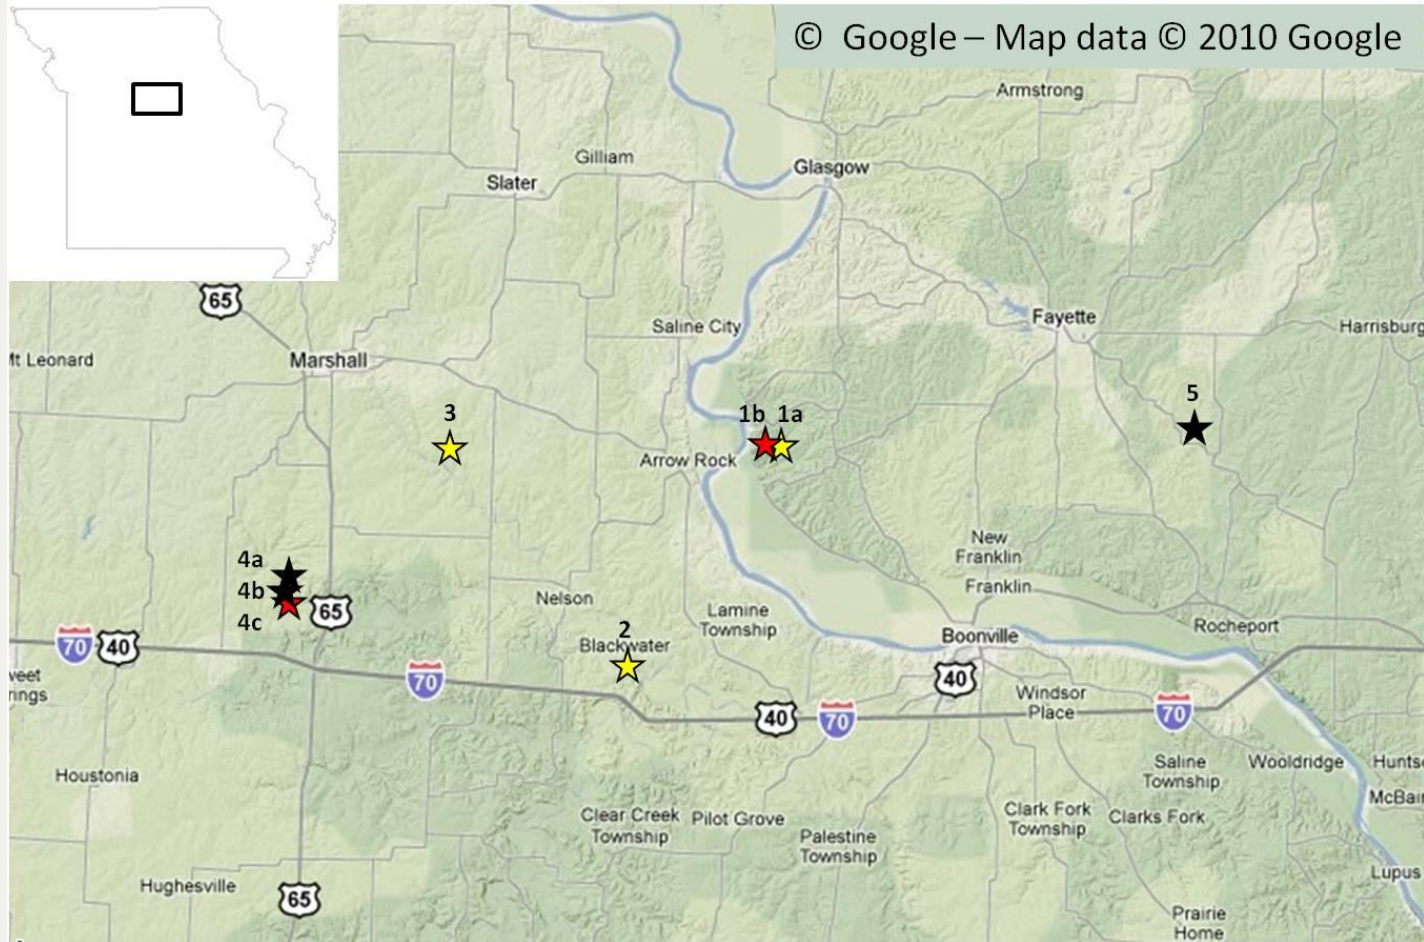 © Google – Map data © 2010 Google
Armstrong
Gilliam
Glasgow
Slater
65
Saline City
Fayette
Harrisburg
Mt Leonard
Marshall
3
1b 1a
5
Arrow Rock
4a
4b
4c
65
New
Franklin
Franklin
Nelson
Lamine
Township
2
Blackwater
Boonville
Rocheport
70
40
70
40
40
70
Windsor
Place
70
Houstonia
Saline
Township
Wooldridge
Clear Creek
Township
Pilot Grove
Palestine
Township
Clark Fork
Township
Clarks Fork
Hughesville
65
Lupus
Prairie
Home